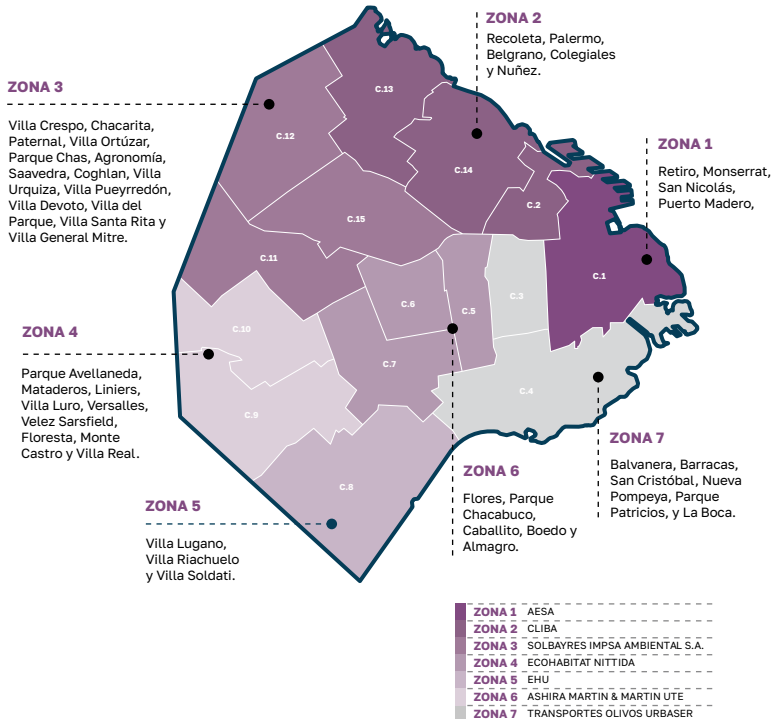 ZONA 2
Recoleta, Palermo,
Belgrano, Colegiales
y Nuñez.
ZONA 3
Villa Crespo, Chacarita,
Paternal, Villa Ortúzar,
Parque Chas, Agronomía,
Saavedra, Coghlan, Villa
Urquiza, Villa Pueyrredón,
Villa Devoto, Villa del
Parque, Villa Santa Rita y
Villa General Mitre.
ZONA 1
Retiro, Monserrat,
San Nicolás,
Puerto Madero,
C.13
C.12
C.14
C.2
C.15
C.11
C.1
C.3
C.6
C.5
C.10
C.7
C.4
C.9
C.8
ZONA 4
Parque Avellaneda,
Mataderos, Liniers,
Villa Luro, Versalles,
Velez Sarsfield,
Floresta, Monte
Castro y Villa Real.
ZONA 7
Balvanera, Barracas,
San Cristóbal, Nueva
Pompeya, Parque
Patricios, y La Boca.
ZONA 6
Flores, Parque
Chacabuco,
Caballito, Boedo y
Almagro.
ZONA 5
Villa Lugano,
Villa Riachuelo
y Villa Soldati.
ZONA 1 AESA
ZONA 2 CLIBA
ZONA 3 SOLBAYRES IMPSA AMBIENTAL S.A.
ZONA 4 ECOHABITAT NITTIDA
ZONA 5 EHU
ZONA 6 ASHIRA MARTIN & MARTIN UTE
ZONA 7 TRANSPORTES OLIVOS URBASER